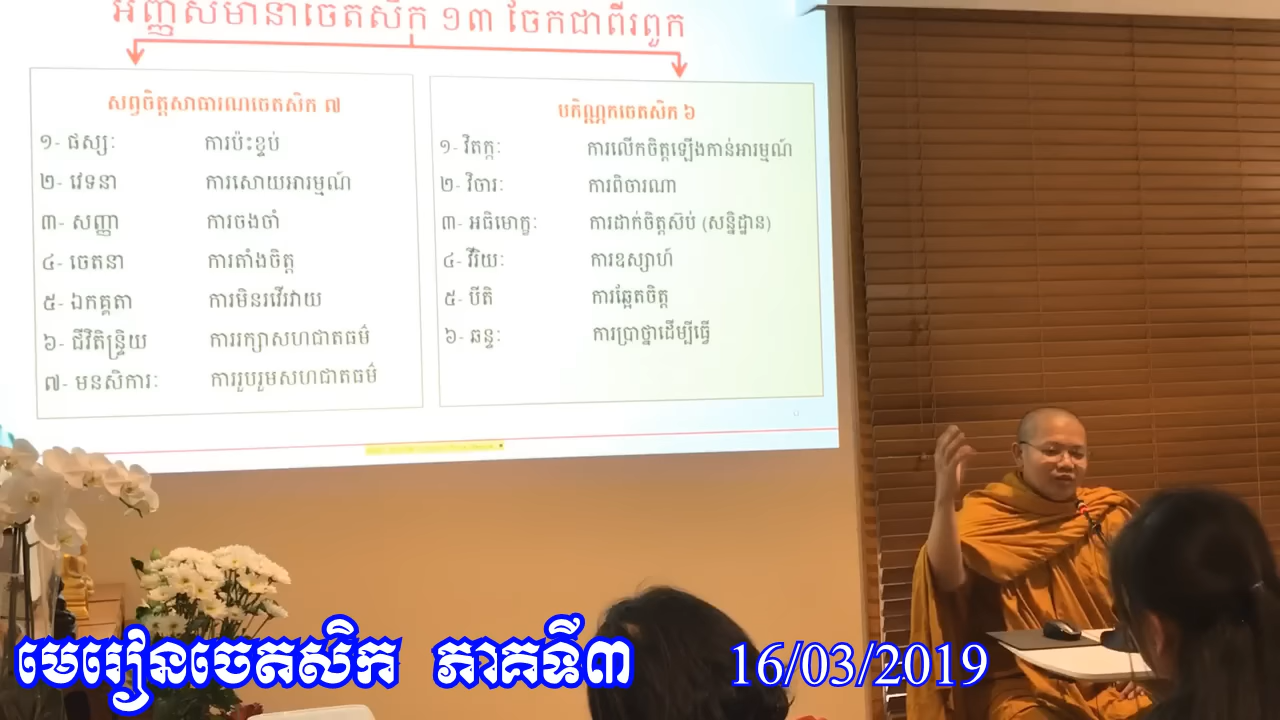 អញ្ញសមានាចេតសិក ១៣ ចែកជាពីរពួក
សព្វចិត្តសាធារណចេតសិក ៧
១- ផស្សៈ ការប៉ះខ្ទប់
២- វេទនា ការសោយអារម្មណ៍
៣- សញ្ញា ការចងចាំ
៤- ចេតនា ការតាំងចិត្ត
៥- ឯកគ្គតា ការមិនរវើរវាយ
៦- ជីវិតិន្ទ្រិយ ការរក្សាសហជាតធម៌
៧- មនសិការៈ ការរួបរួមសហជាតធម៌
បកិណ្ណកចេតសិក ៦
១- វិតក្កៈ ការលើកចិត្តឡើងកាន់អារម្មណ៍
២- វិចារៈ ការពិចារណា
៣- អធិមោក្ខៈ ការដាក់ចិត្តស៊ប់ (សន្និដ្ឋាន)
៤- វីរិយៈ ការឧស្សាហ៍
៥- បីតិ ការឆ្អែតចិត្ត
៦- ឆន្ទៈ ការប្រាថ្នាដើម្បីធ្វើ
មេរៀនចេតសិក ភាគទី៣ 16/03/2019